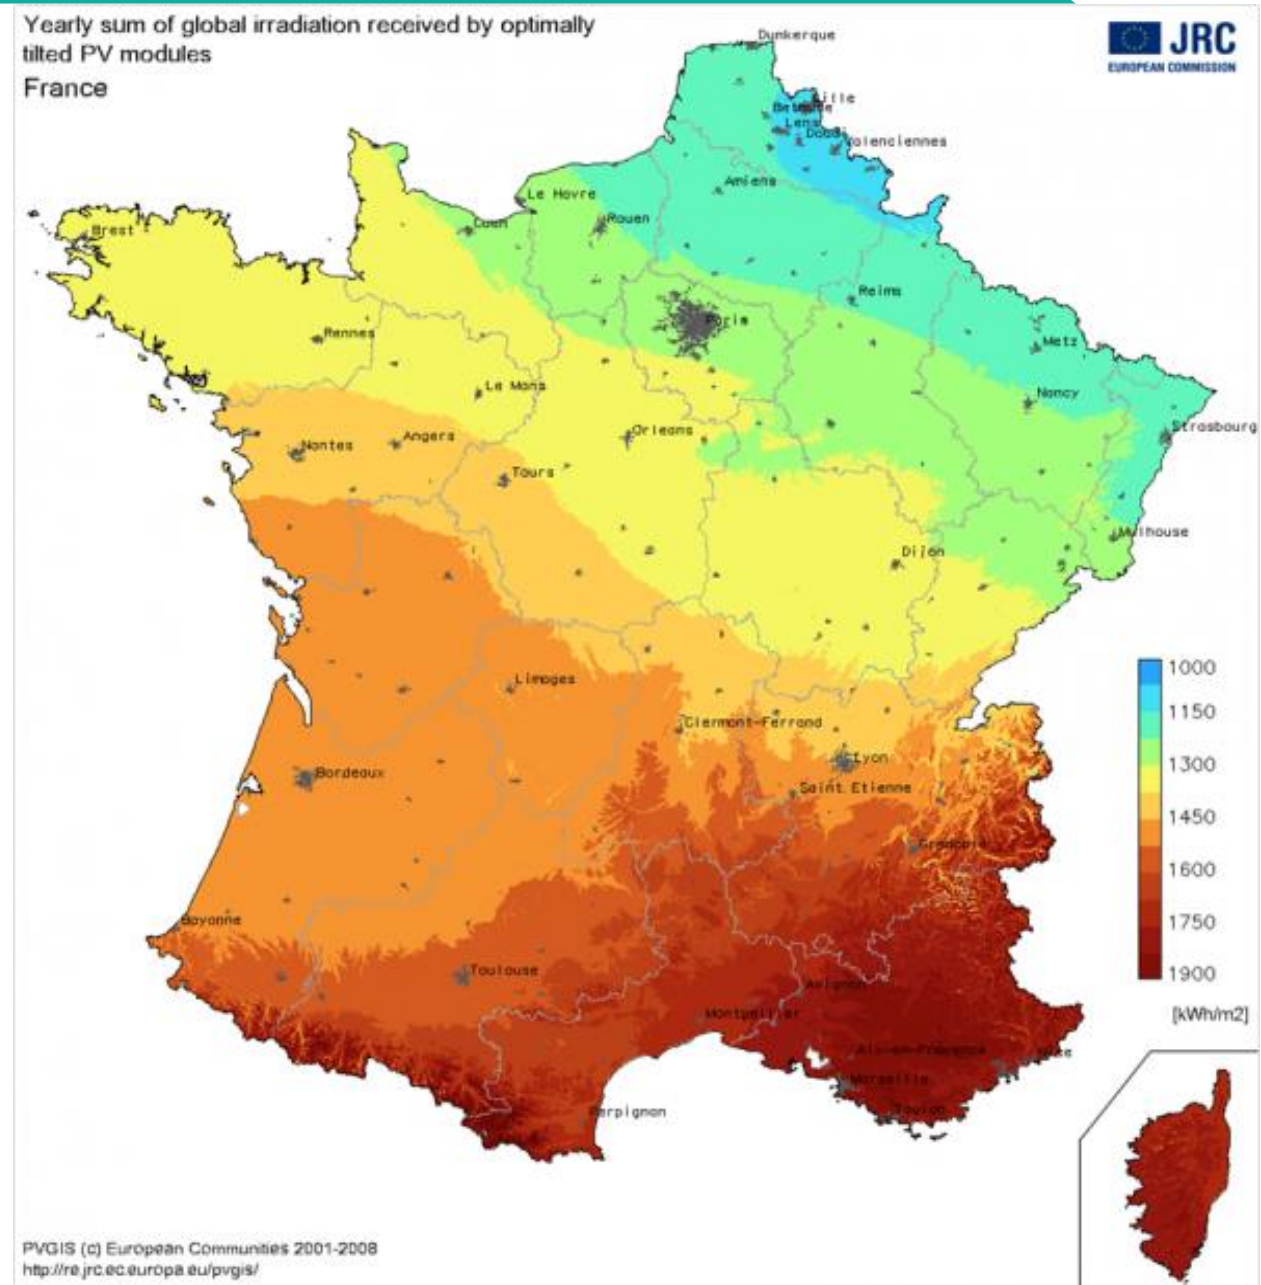 Yearly sum of global irradiation received by optimally
tilted PV modules
France
JRC
EUROPEAN COMMISSION
Dunkerque
Lille
Lens
Valenciennes
Amiens
Le Havre
Rouen
Caen
Brest
Reims
Paris
Metz
Rennes
Le Mans
Nancy
Strasbourg
Orleans
Angers
Nantes
Tours
Mulhouse
Dijon
Limoges
Clermont-Ferrand
Lyon
Bordeaux
Saint Etienne
Grenoble
Bayonne
Toulouse
Avignon
Montpellier
Aix-en-Provence
Nice
Marseille
Toulon
Perpignan
1000
1150
1300
1450
1600
1750
1900
[kWh/m2]
PVGIS (c) European Communities 2001-2008
http://re.jrc.ec.europa.eu/pvgis/